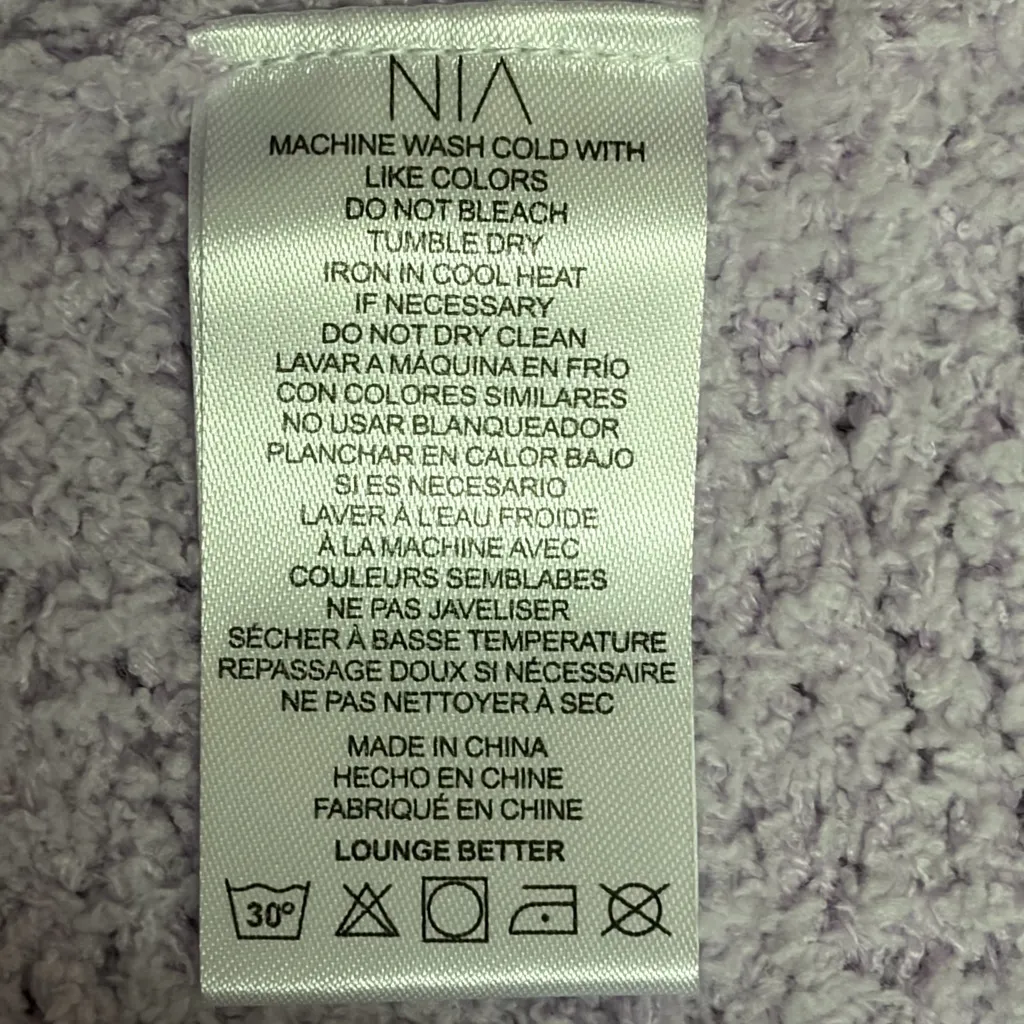 NIA
MACHINE WASH COLD WITH
LIKE COLORS
DO NOT BLEACH
TUMBLE DRY
IRON IN COOL HEAT
IF NECESSARY
DO NOT DRY CLEAN
LAVAR A MÁQUINA EN FRÍO
CON COLORES SIMILARES
NO USAR BLANQUEADOR
PLANCHAR EN CALOR BAJO
SI ES NECESARIO
LAVER À L'EAU FROIDE
À LA MACHINE AVEC
COULEURS SEMBLABES
NE PAS JAVELISER
SÉCHER À BASSE TEMPERATURE
REPASSAGE DOUX SI NÉCESSAIRE
NE PAS NETTOYER À SEC
MADE IN CHINA
HECHO EN CHINE
FABRIQUÉ EN CHINE
LOUNGE BETTER
30°